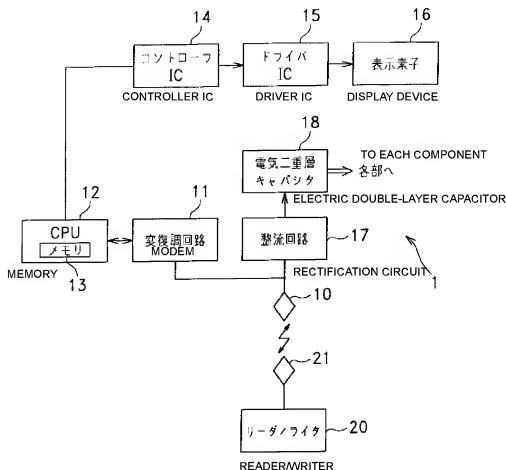 14
コントローラ
IC
CONTROLLER IC
15
ドライバ
IC
DRIVER IC
16
表示素子
DISPLAY DEVICE
18
電気二重層
キャパシタ
TO EACH COMPONENT
各部へ
ELECTRIC DOUBLE-LAYER CAPACITOR
12
CPU
メモリ
MEMORY
13
11
変復調回路
MODEM
整流回路
17
RECTIFICATION CIRCUIT
1
10
21
リーダ/ライタ
20
READER/WRITER